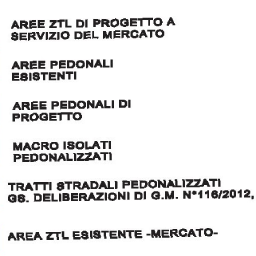 AREE ZTL DI PROGETTO A
SERVIZIO DEL MERCATO
AREE PEDONALI
ESISTENTI
AREE PEDONALI DI
PROGETTO
MACRO ISOLATI
PEDONALIZZATI
TRATTI STRADALI PEDONALIZZATI
GS. DELIBERAZIONI DI G.M. N°116/2012,
AREA ZTL ESISTENTE -MERCATO-